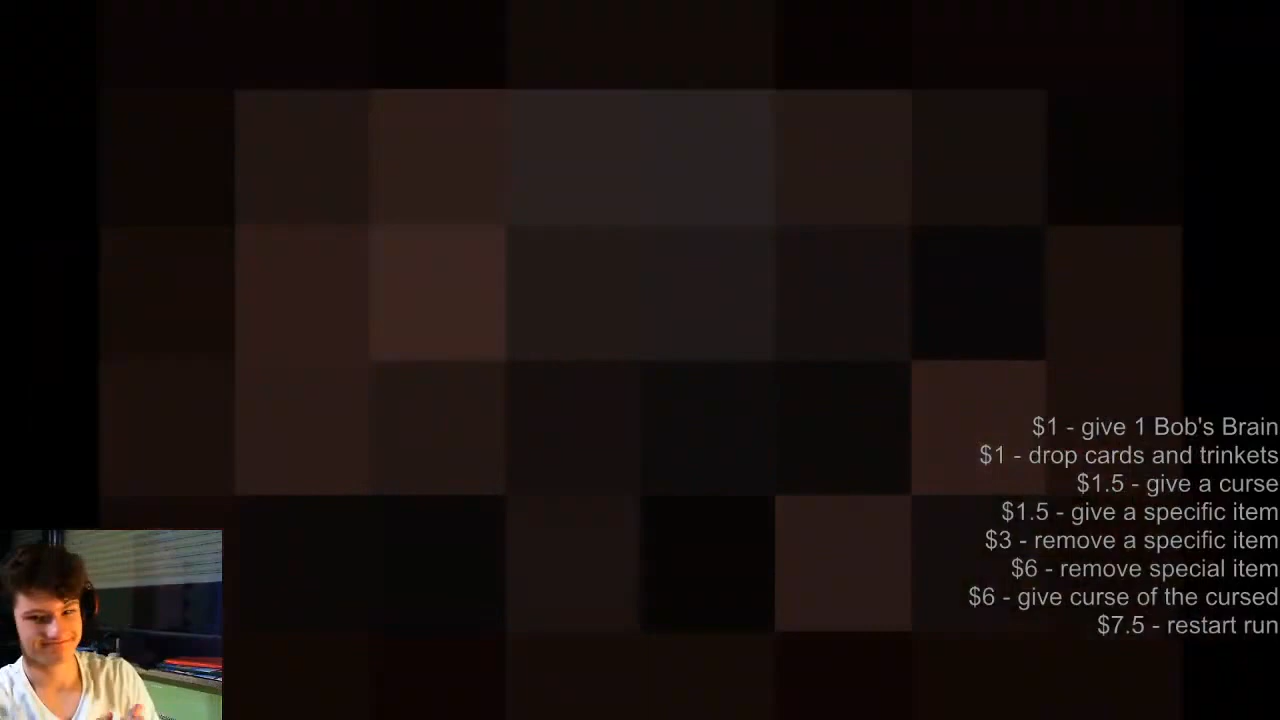 $1 - give 1 Bob's Brain
$1 - drop cards and trinkets
$1.5 - give a curse
$1.5 - give a specific item
$3 - remove a specific item
$6 - remove special item
$6 - give curse of the cursed
$7.5 - restart run